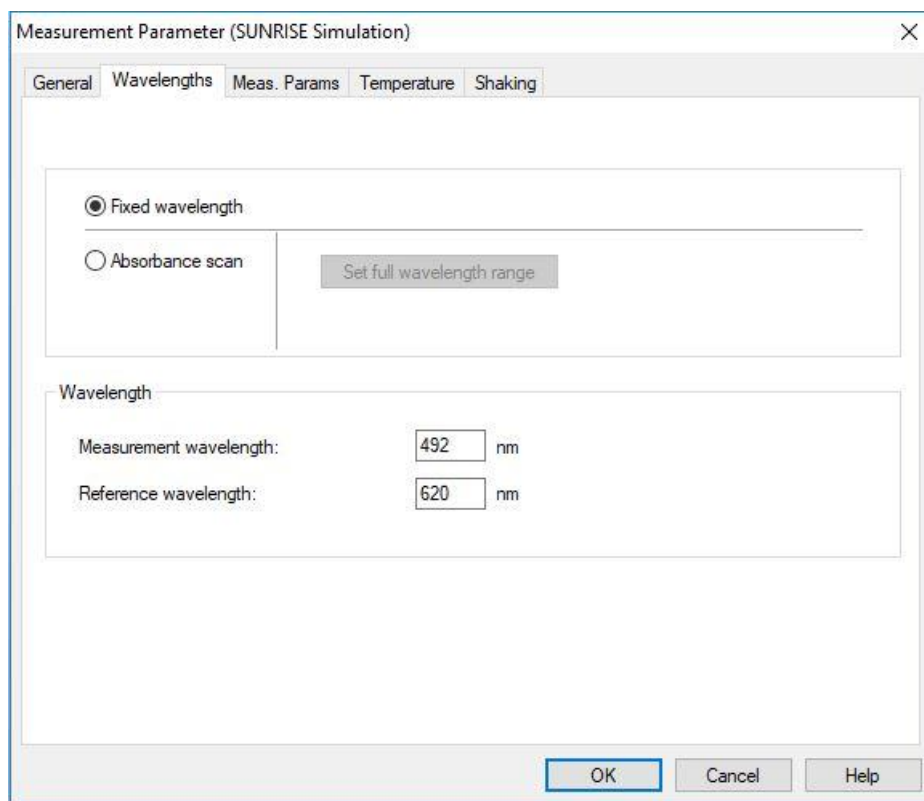 Measurement Parameter (SUNRISE Simulation)
General Wavelengths Meas. Params Temperature Shaking
Fixed wavelength
Absorbance scan
Set full wavelength range
Wavelength
Measurement wavelength: 492 nm
Reference wavelength: 620 nm
OK Cancel Help